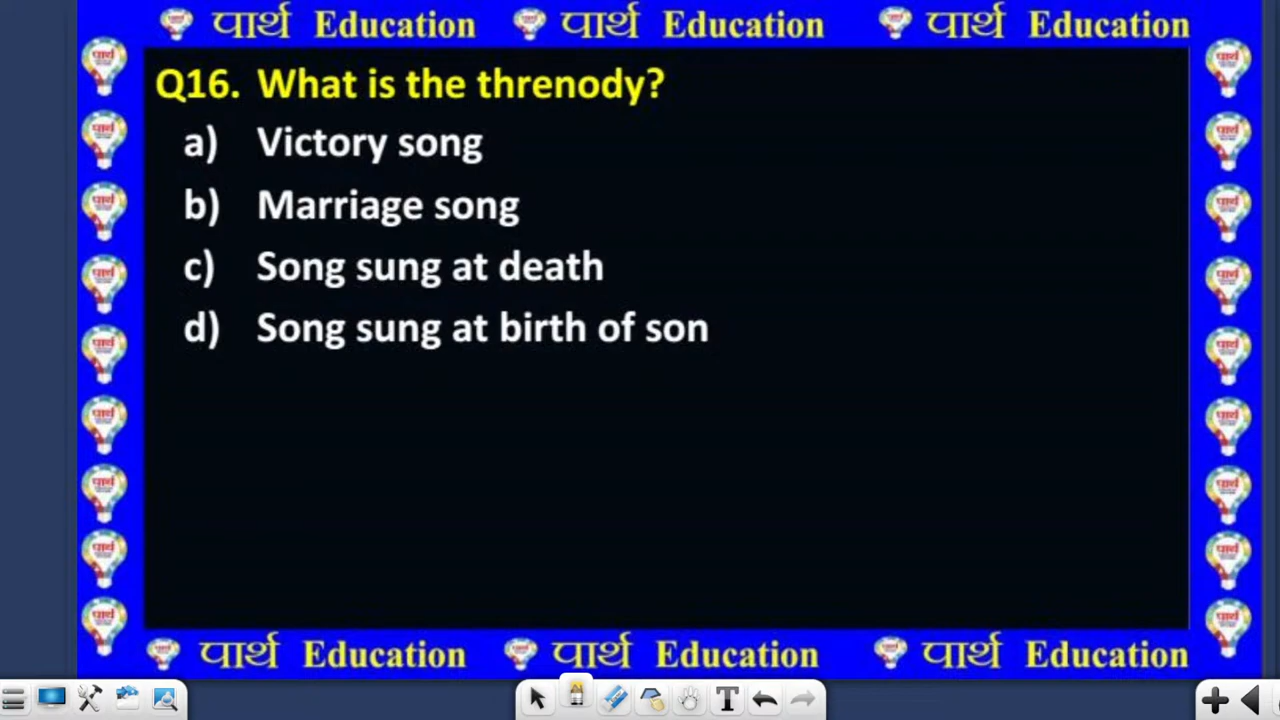 पार्थ Education पार्थ Education पार्थ Education
Q16. What is the threnody?
a) Victory song
b) Marriage song
c) Song sung at death
d) Song sung at birth of son
पार्थ Education पार्थ Education पार्थ Education